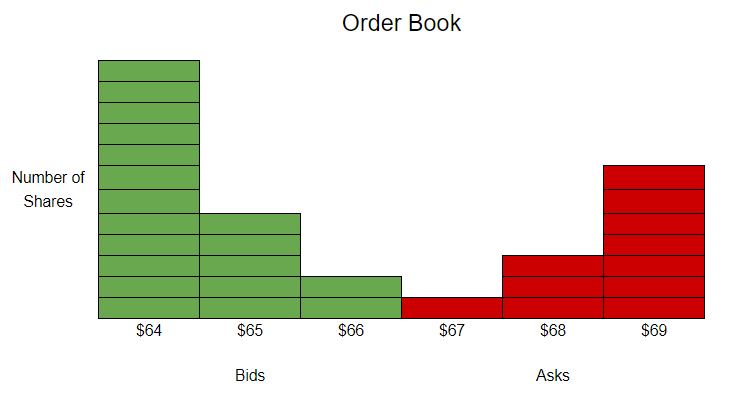 Order Book
Number of
Shares
$64 $65 $66 $67 $68 $69
Bids Asks